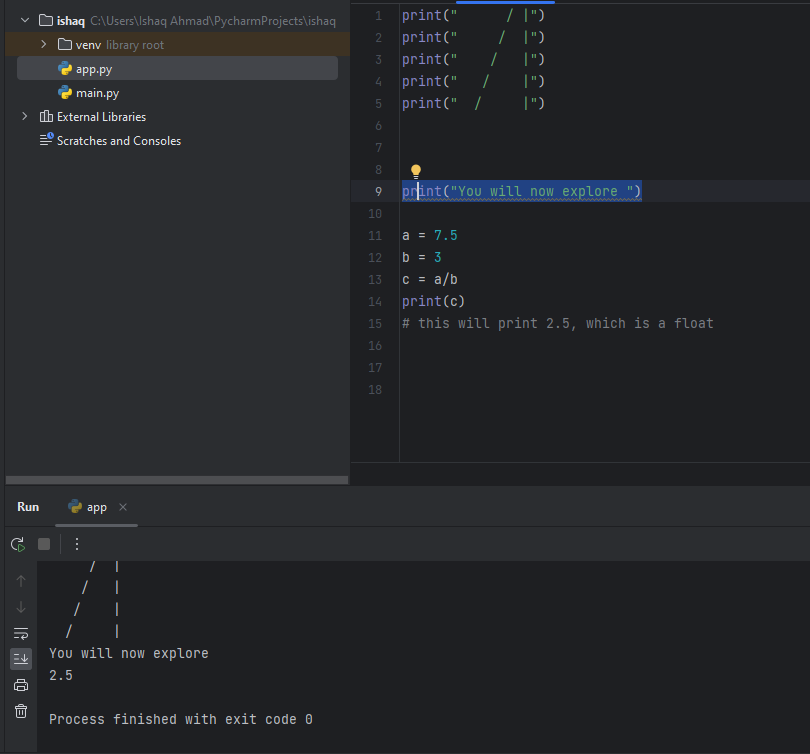 ishaq C:\Users\Ishaq Ahmad\PycharmProjects\ishaq
venv library root
app.py
main.py
External Libraries
Scratches and Consoles
1 print("      / |")
2 print("     /  |")
3 print("    /   |")
4 print("   /    |")
5 print("  /     |")
6
7
8
9 print("You will now explore ")
10
11 a = 7.5
12 b = 3
13 c = a/b
14 print(c)
15 # this will print 2.5, which is a float
16
17
18
Run app
     /  |
    /   |
   /    |
  /     |
You will now explore
2.5
Process finished with exit code 0